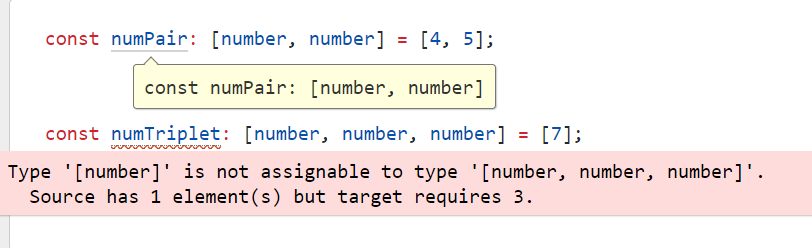 const numPair: [number, number] = [4, 5];
const numPair: [number, number]
const numTriplet: [number, number, number] = [7];
Type '[number]' is not assignable to type '[number, number, number]'.
Source has 1 element(s) but target requires 3.